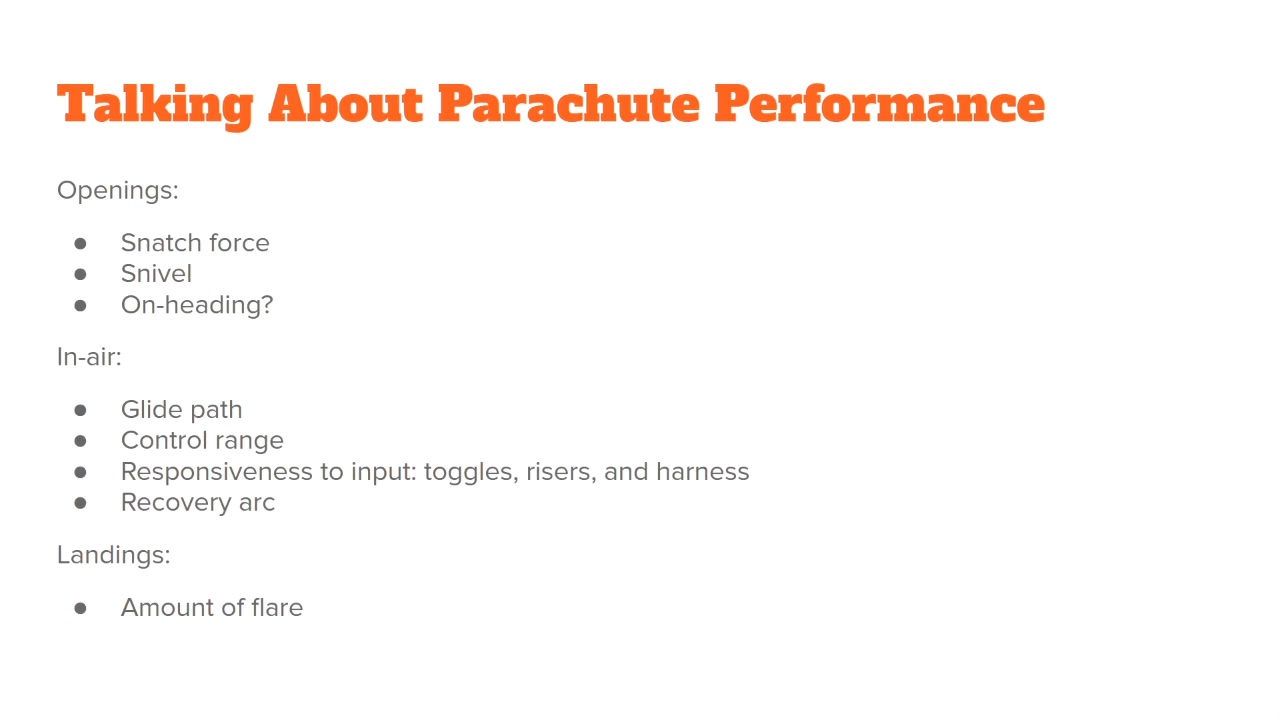 Talking About Parachute Performance
Openings:
● Snatch force
● Snivel
● On-heading?
In-air:
● Glide path
● Control range
● Responsiveness to input: toggles, risers, and harness
● Recovery arc
Landings:
● Amount of flare